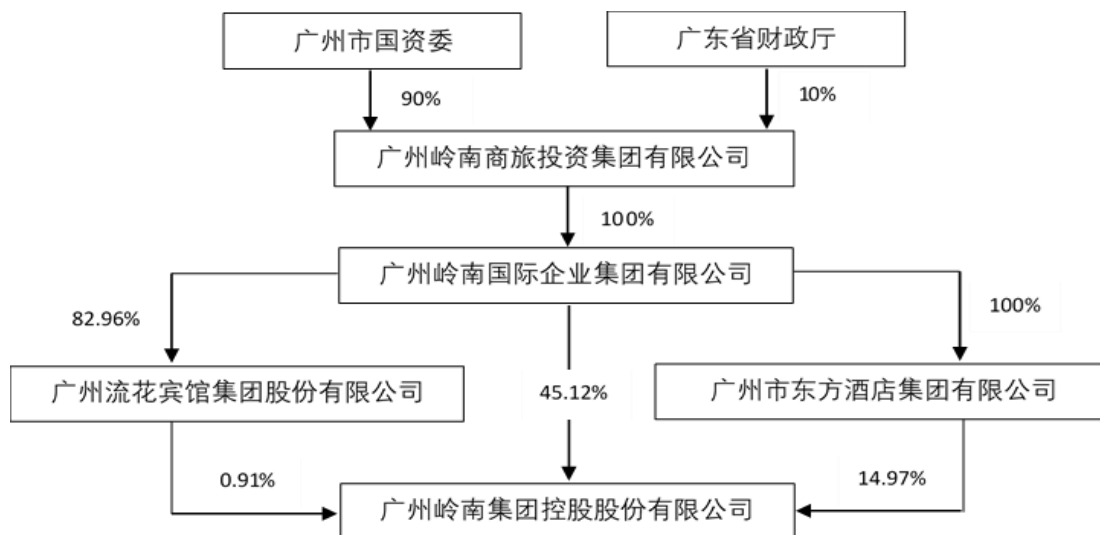 广州市国资委
广东省财政厅
90%
10%
广州岭南商旅投资集团有限公司
100%
广州岭南国际企业集团有限公司
82.96%
100%
广州流花宾馆集团股份有限公司
45.12%
广州市东方酒店集团有限公司
0.91%
14.97%
广州岭南集团控股股份有限公司